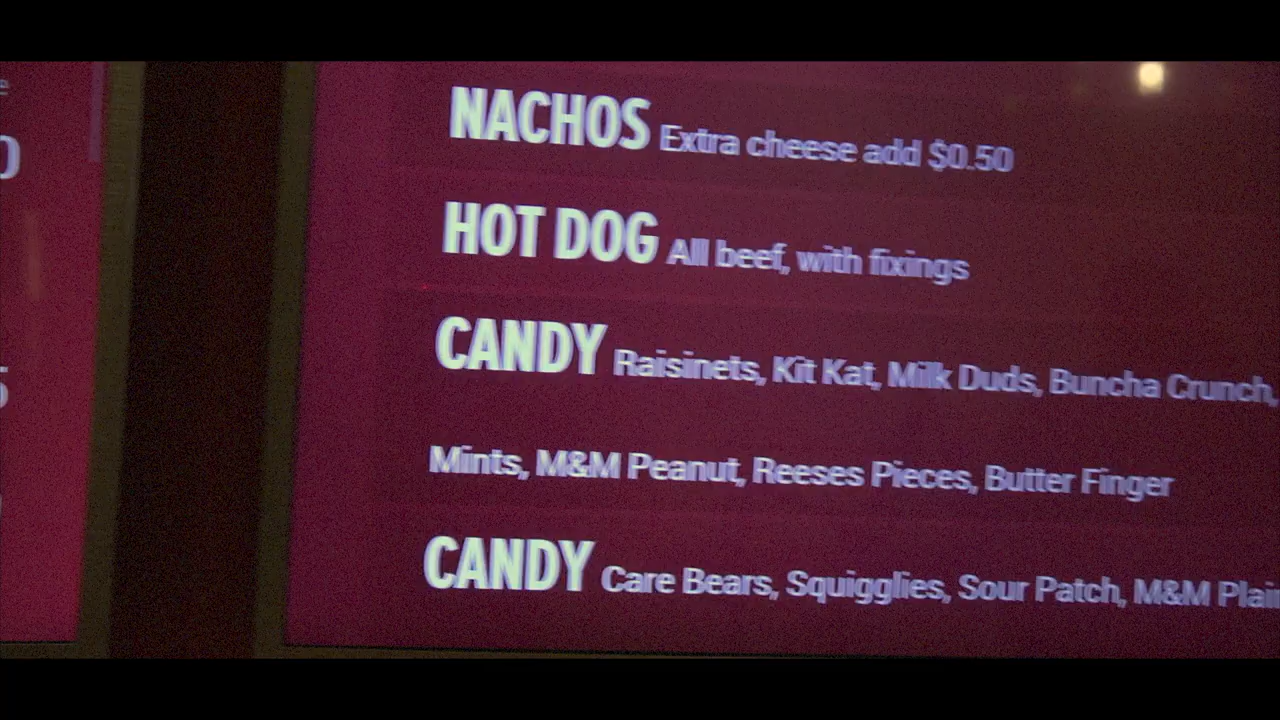 NACHOS Extra cheese add $0.50
HOT DOG All beef, with fixings
CANDY Raisinets, Kit Kat, Milk Duds, Buncha Crunch,
Mints, M&M Peanut, Reeses Pieces, Butter Finger
CANDY Care Bears, Squigglies, Sour Patch, M&M Plain